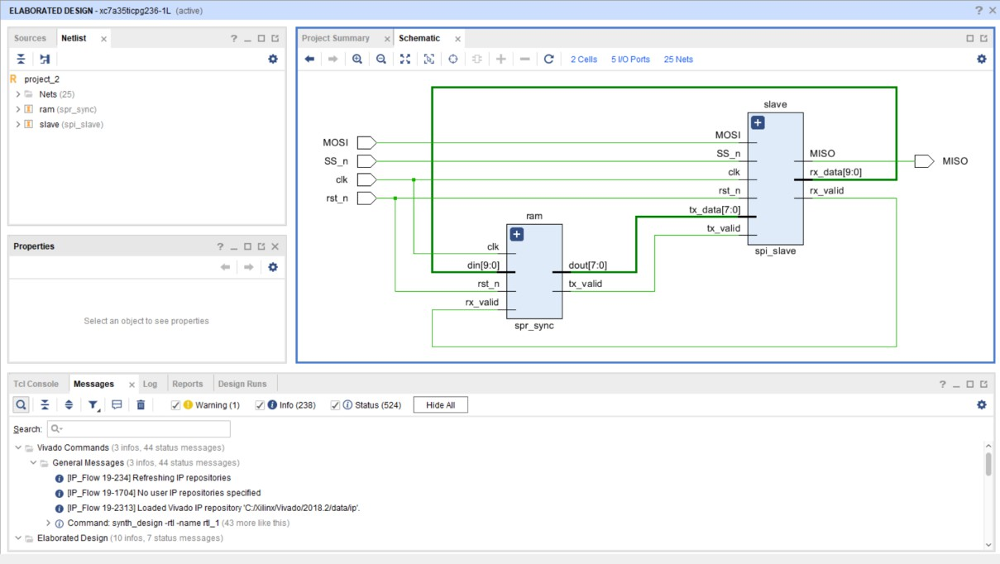 ELABORATED DESIGN - xc7a35ticpg236-1L (active)
Sources Netlist
Project Summary Schematic
2 Cells 5 I/O Ports 25 Nets
project_2
Nets (25)
ram (spr_sync)
slave (spi_slave)
Properties
Select an object to see properties
slave
MOSI MOSI
SS_n SS_n MISO MISO
clk clk rx_data[9:0]
rst_n rst_n rx_valid
tx_data[7:0]
ram
tx_valid
clk spi_slave
din[9:0] dout[7:0]
rst_n tx_valid
rx_valid
spr_sync
Tcl Console Messages Log Reports Design Runs
Warning (1) Info (238) Status (524) Hide All
Search: Q
Vivado Commands (3 infos, 44 status messages)
General Messages (3 infos, 44 status messages)
[IP_Flow 19-234] Refreshing IP repositories
[IP_Flow 19-1704] No user IP repositories specified
[IP_Flow 19-2313] Loaded Vivado IP repository 'C:/Xilinx/Vivado/2018.2/data/ip'.
Command: synth_design -rtl -name rtl_1 (43 more like this)
Elaborated Design (10 infos, 7 status messages)